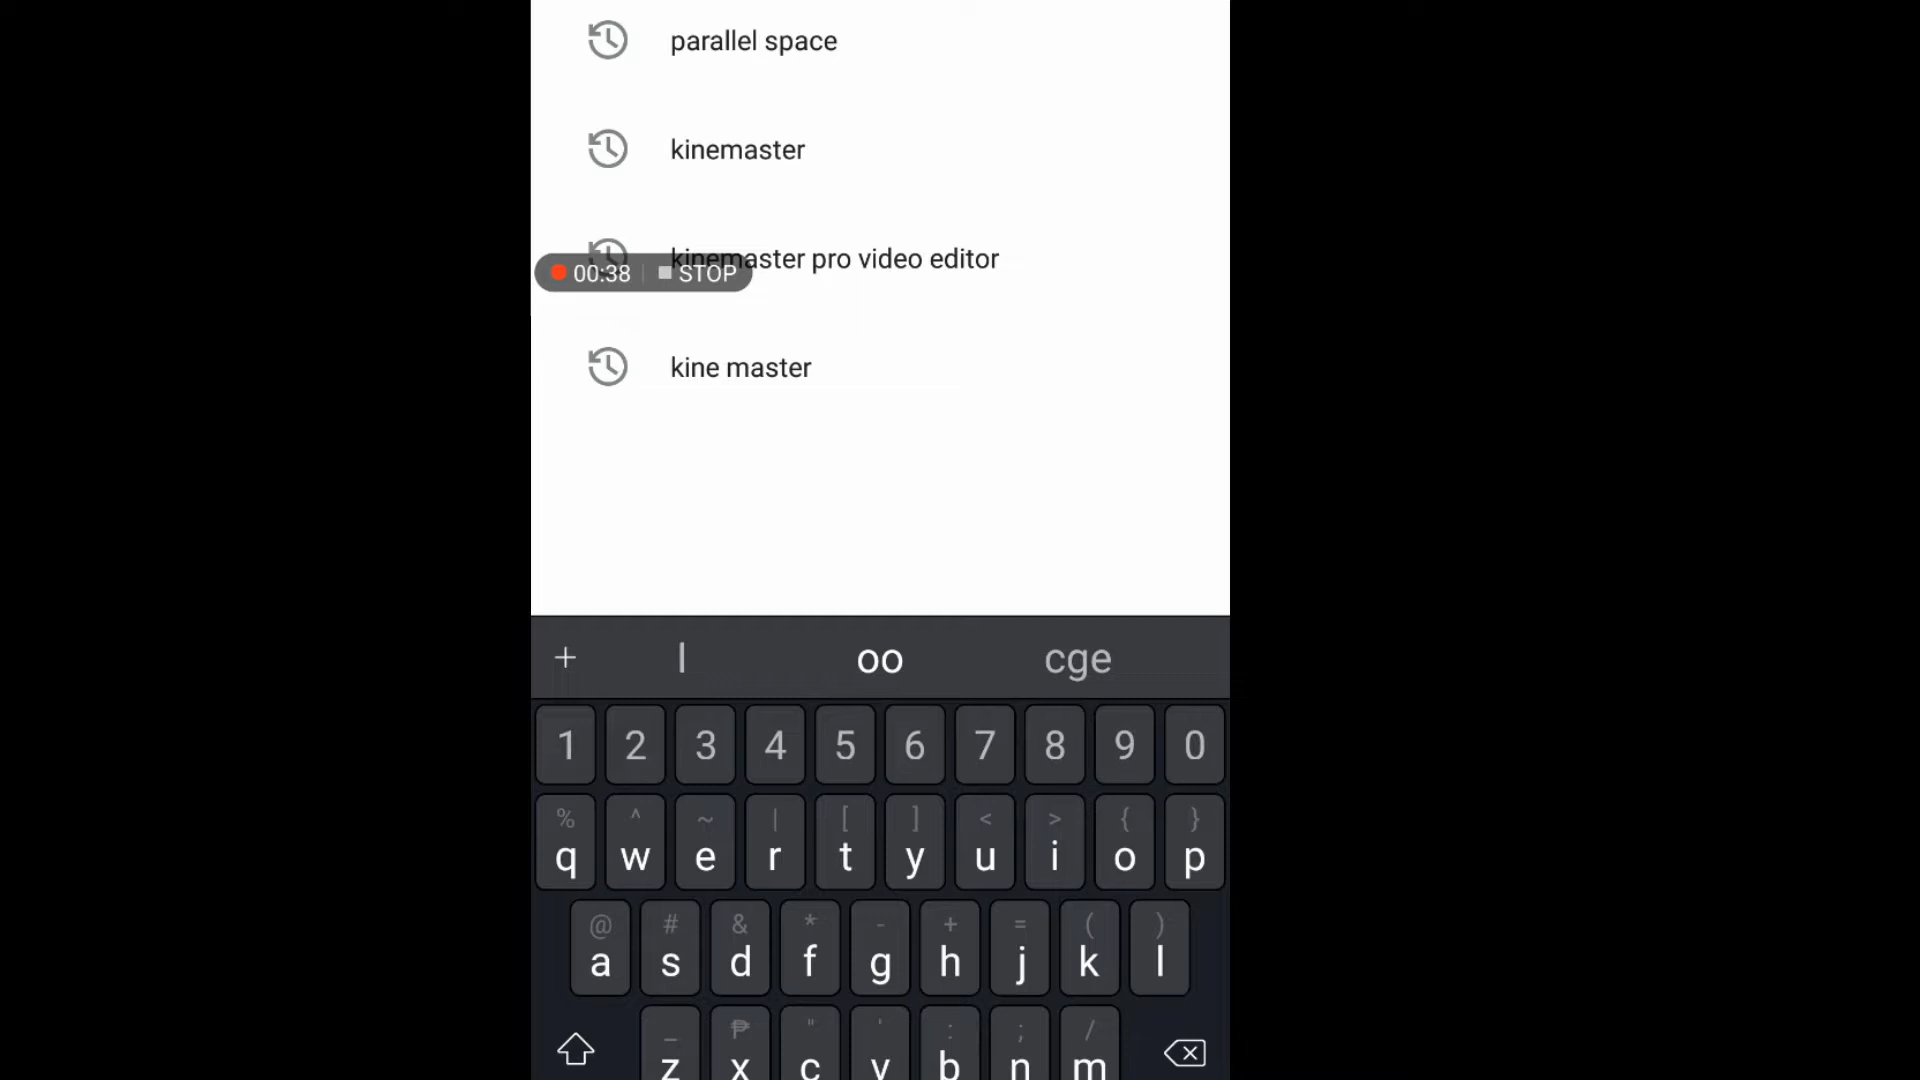 parallel space
kinemaster
kinemaster pro video editor
00:38 STOP
kine master
+ l oo cge
1 2 3 4 5 6 7 8 9 0
% ^ ~ | [ ] < > { }
q w e r t y u i o p
@ # & * - + = ( )
a s d f g h j k l
_ ₱ " ' : ; /
z x c v b n m